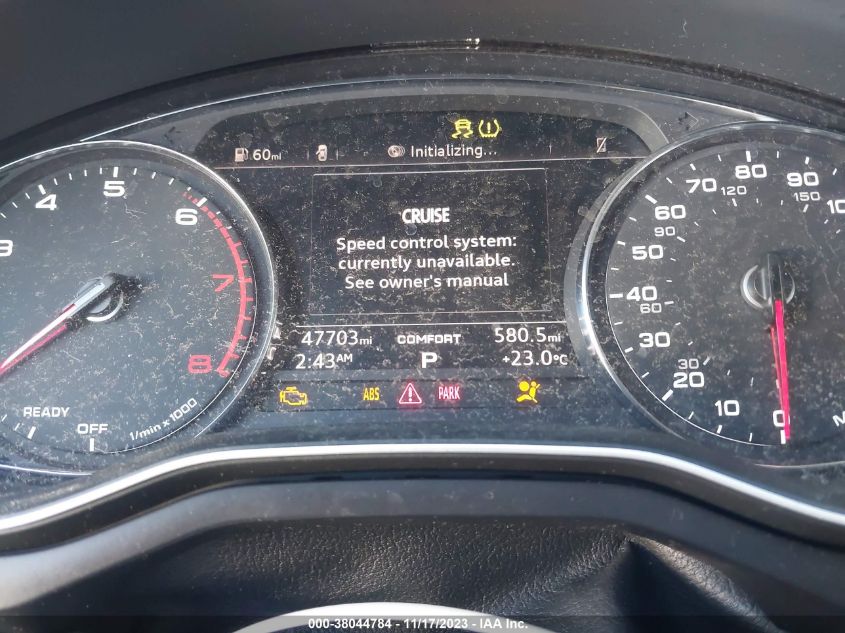 60mi
Initializing...
CRUISE
Speed control system:
currently unavailable.
See owner's manual
47703mi COMFORT 580.5mi
2:43AM P +23.0°C
ABS PARK
3 4 5 6 7 8
READY
OFF
1/min x 1000
0 10 20 30 40 50 60 70 80 90
30 60 90 120 150
000-38044784 - 11/17/2023 - IAA Inc.